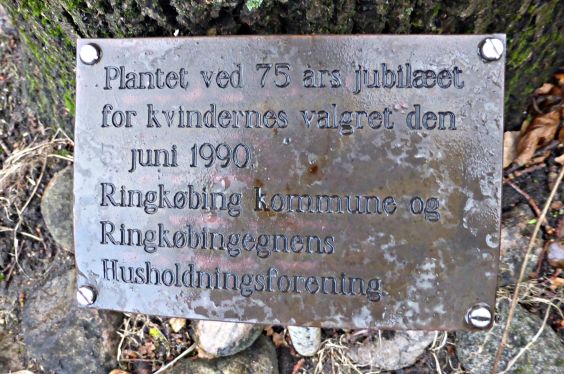 Plantet ved 75 års jubilæet
for kvindernes valgret den
5. juni 1990
Ringkøbing kommune og
Ringkøbingegnens
Husholdningsforening.